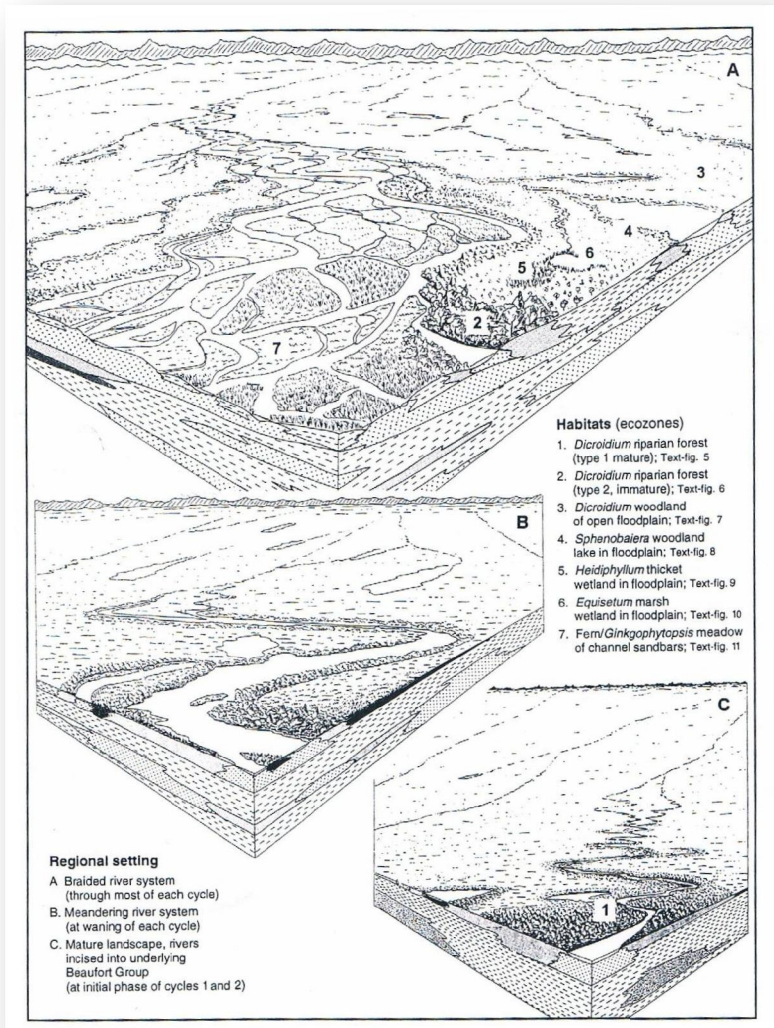 A
3
4
6
5
2
7
Habitats (ecozones)
1. Dicroidium riparian forest
(type 1 mature); Text-fig. 5
2. Dicroidium riparian forest
(type 2, immature); Text-fig. 6
3. Dicroidium woodland
of open floodplain; Text-fig. 7
4. Sphenobaiera woodland
lake in floodplain; Text-fig. 8
5. Heidiphyllum thicket
wetland in floodplain; Text-fig. 9
6. Equisetum marsh
wetland in floodplain; Text-fig. 10
7. Fern/Ginkgophytopsis meadow
of channel sandbars; Text-fig. 11
B
C
1
Regional setting
A Braided river system
(through most of each cycle)
B. Meandering river system
(at waning of each cycle)
C. Mature landscape, rivers
incised into underlying
Beaufort Group
(at initial phase of cycles 1 and 2)